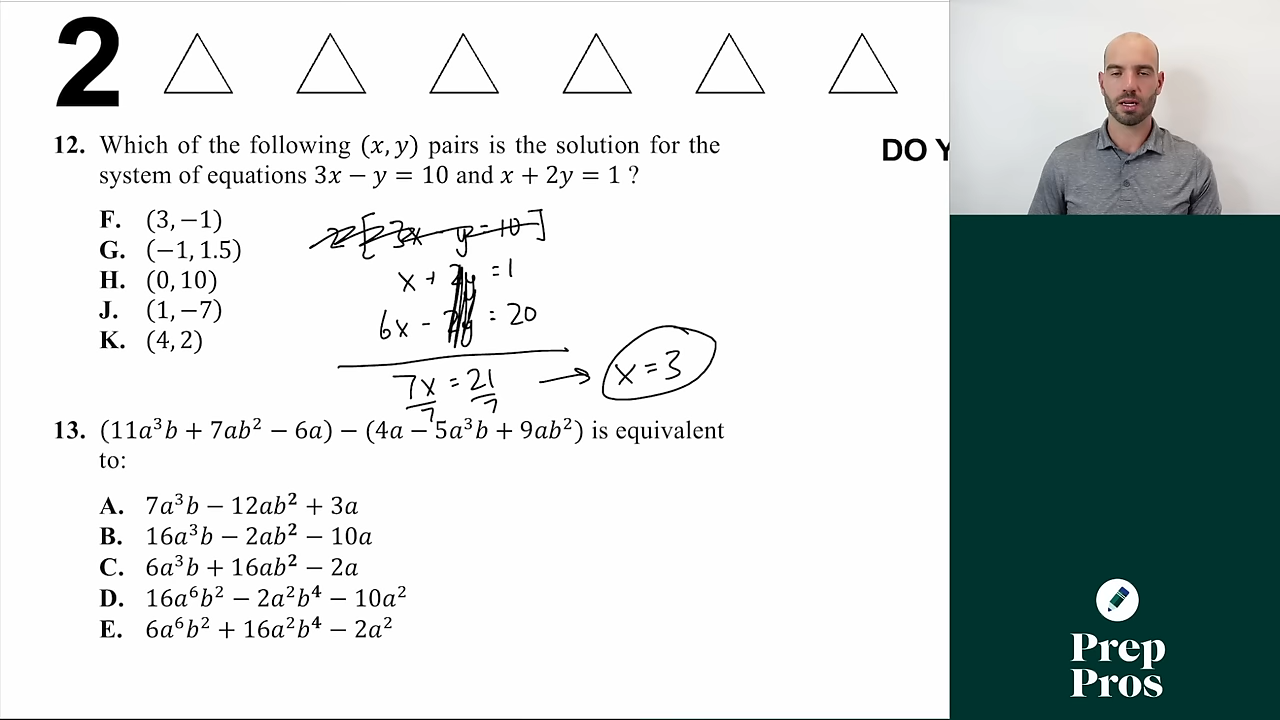 2
12. Which of the following (x, y) pairs is the solution for the
system of equations 3x − y = 10 and x + 2y = 1 ?
F. (3, −1)
G. (−1, 1.5)
H. (0, 10)
J. (1, −7)
K. (4, 2)
2[3x - y = 10]
x + 2y = 1
6x - 2y = 20
7x = 21 → x = 3
7 7
13. (11a³b + 7ab² − 6a) − (4a − 5a³b + 9ab²) is equivalent
to:
A. 7a³b − 12ab² + 3a
B. 16a³b − 2ab² − 10a
C. 6a³b + 16ab² − 2a
D. 16a⁶b² − 2a²b⁴ − 10a²
E. 6a⁶b² + 16a²b⁴ − 2a²
DO Y
Prep
Pros